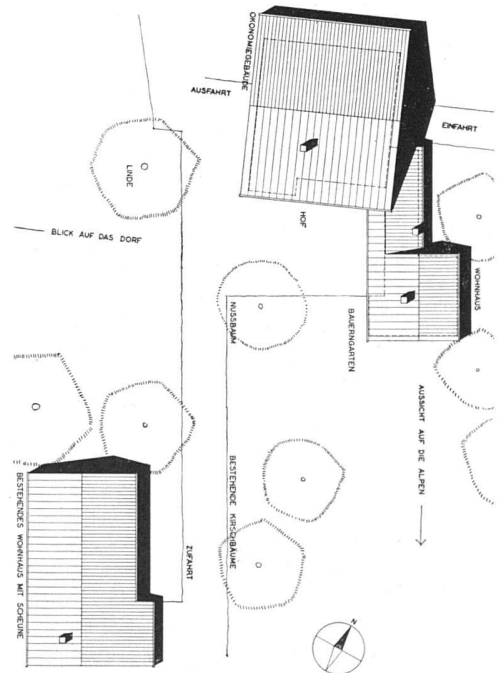 ÖKONOMIEGEBÄUDE
AUSFAHRT
EINFAHRT
LINDE
HOF
BLICK AUF DAS DORF
WOHNHAUS
NUSSBAUM
BAUERNGARTEN
AUSSICHT AUF DIE ALPEN
BESTEHENDES WOHNHAUS MIT SCHEUNE
ZUFAHRT
BESTEHENDE KIRSCHBÄUME
N